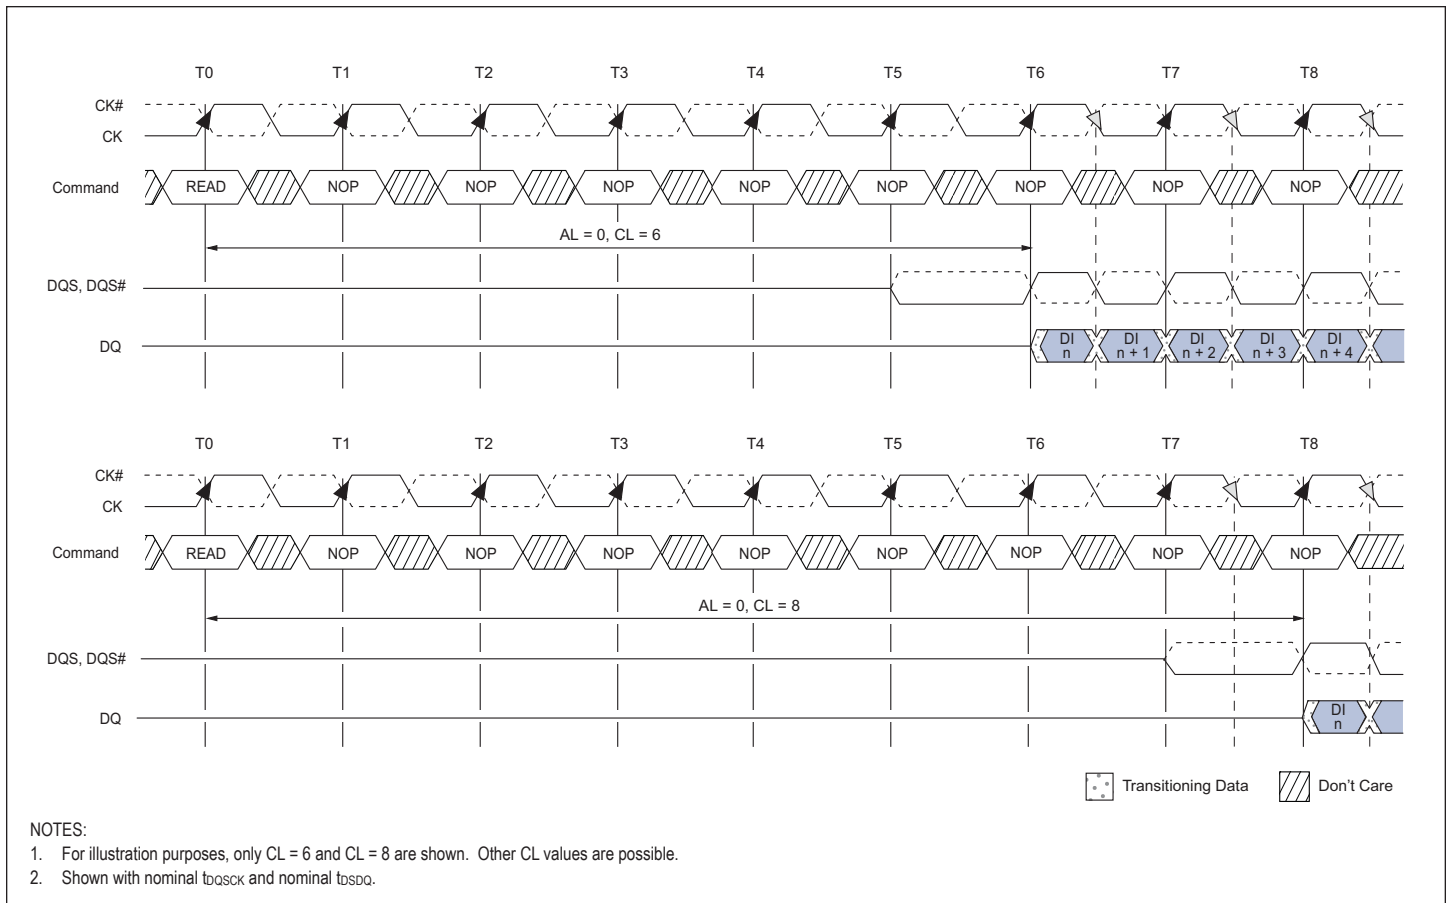 T0 T1 T2 T3 T4 T5 T6 T7 T8
CK#
CK
Command READ NOP NOP NOP NOP NOP NOP NOP NOP
AL = 0, CL = 6
DQS, DQS#
DQ DI n DI n + 1 DI n + 2 DI n + 3 DI n + 4
T0 T1 T2 T3 T4 T5 T6 T7 T8
CK#
CK
Command READ NOP NOP NOP NOP NOP NOP NOP NOP
AL = 0, CL = 8
DQS, DQS#
DQ DI n
Transitioning Data Don't Care
NOTES:
1. For illustration purposes, only CL = 6 and CL = 8 are shown. Other CL values are possible.
2. Shown with nominal tDQSCK and nominal tDSDQ.